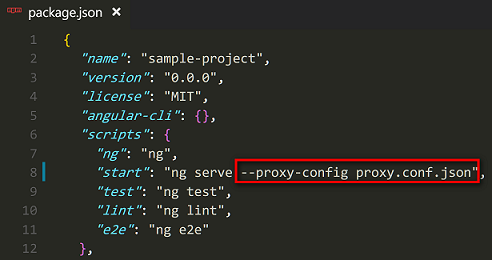 package.json ×
1 {
2 "name": "sample-project",
3 "version": "0.0.0",
4 "license": "MIT",
5 "angular-cli": {},
6 "scripts": {
7 "ng": "ng",
8 "start": "ng serve --proxy-config proxy.conf.json",
9 "test": "ng test",
10 "lint": "ng lint",
11 "e2e": "ng e2e"
12 },